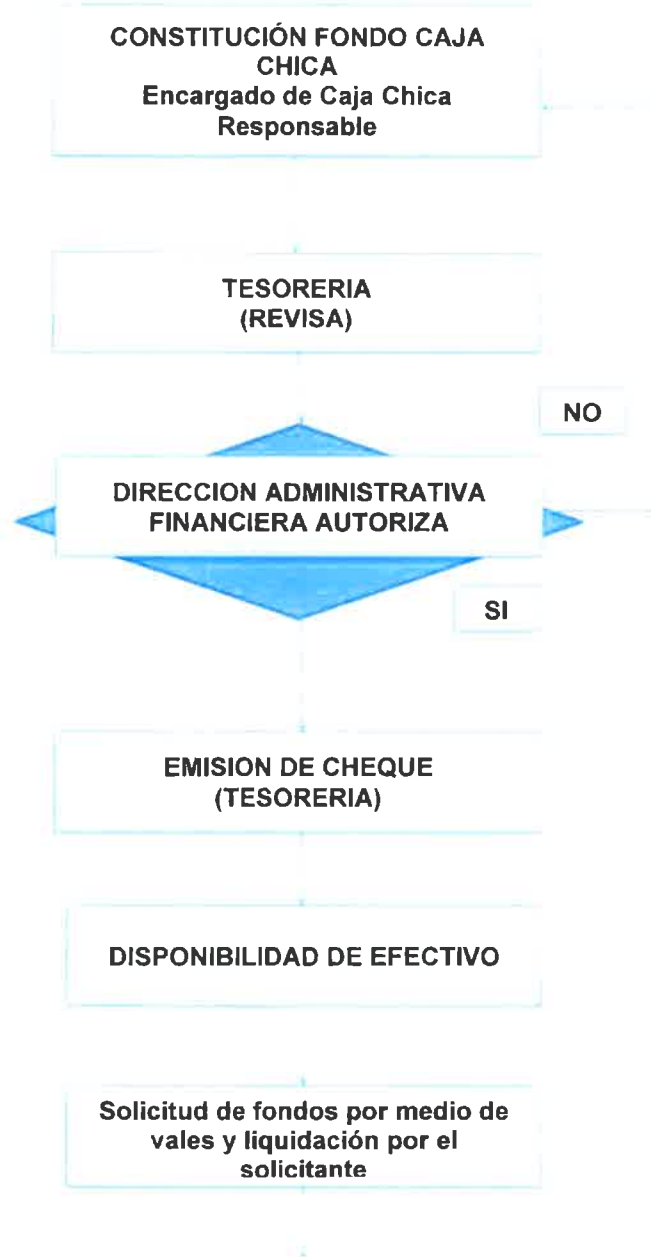 CONSTITUCIÓN FONDO CAJA
CHICA
Encargado de Caja Chica
Responsable
TESORERIA
(REVISA)
NO
DIRECCION ADMINISTRATIVA
FINANCIERA AUTORIZA
SI
EMISION DE CHEQUE
(TESORERIA)
DISPONIBILIDAD DE EFECTIVO
Solicitud de fondos por medio de
vales y liquidación por el
solicitante